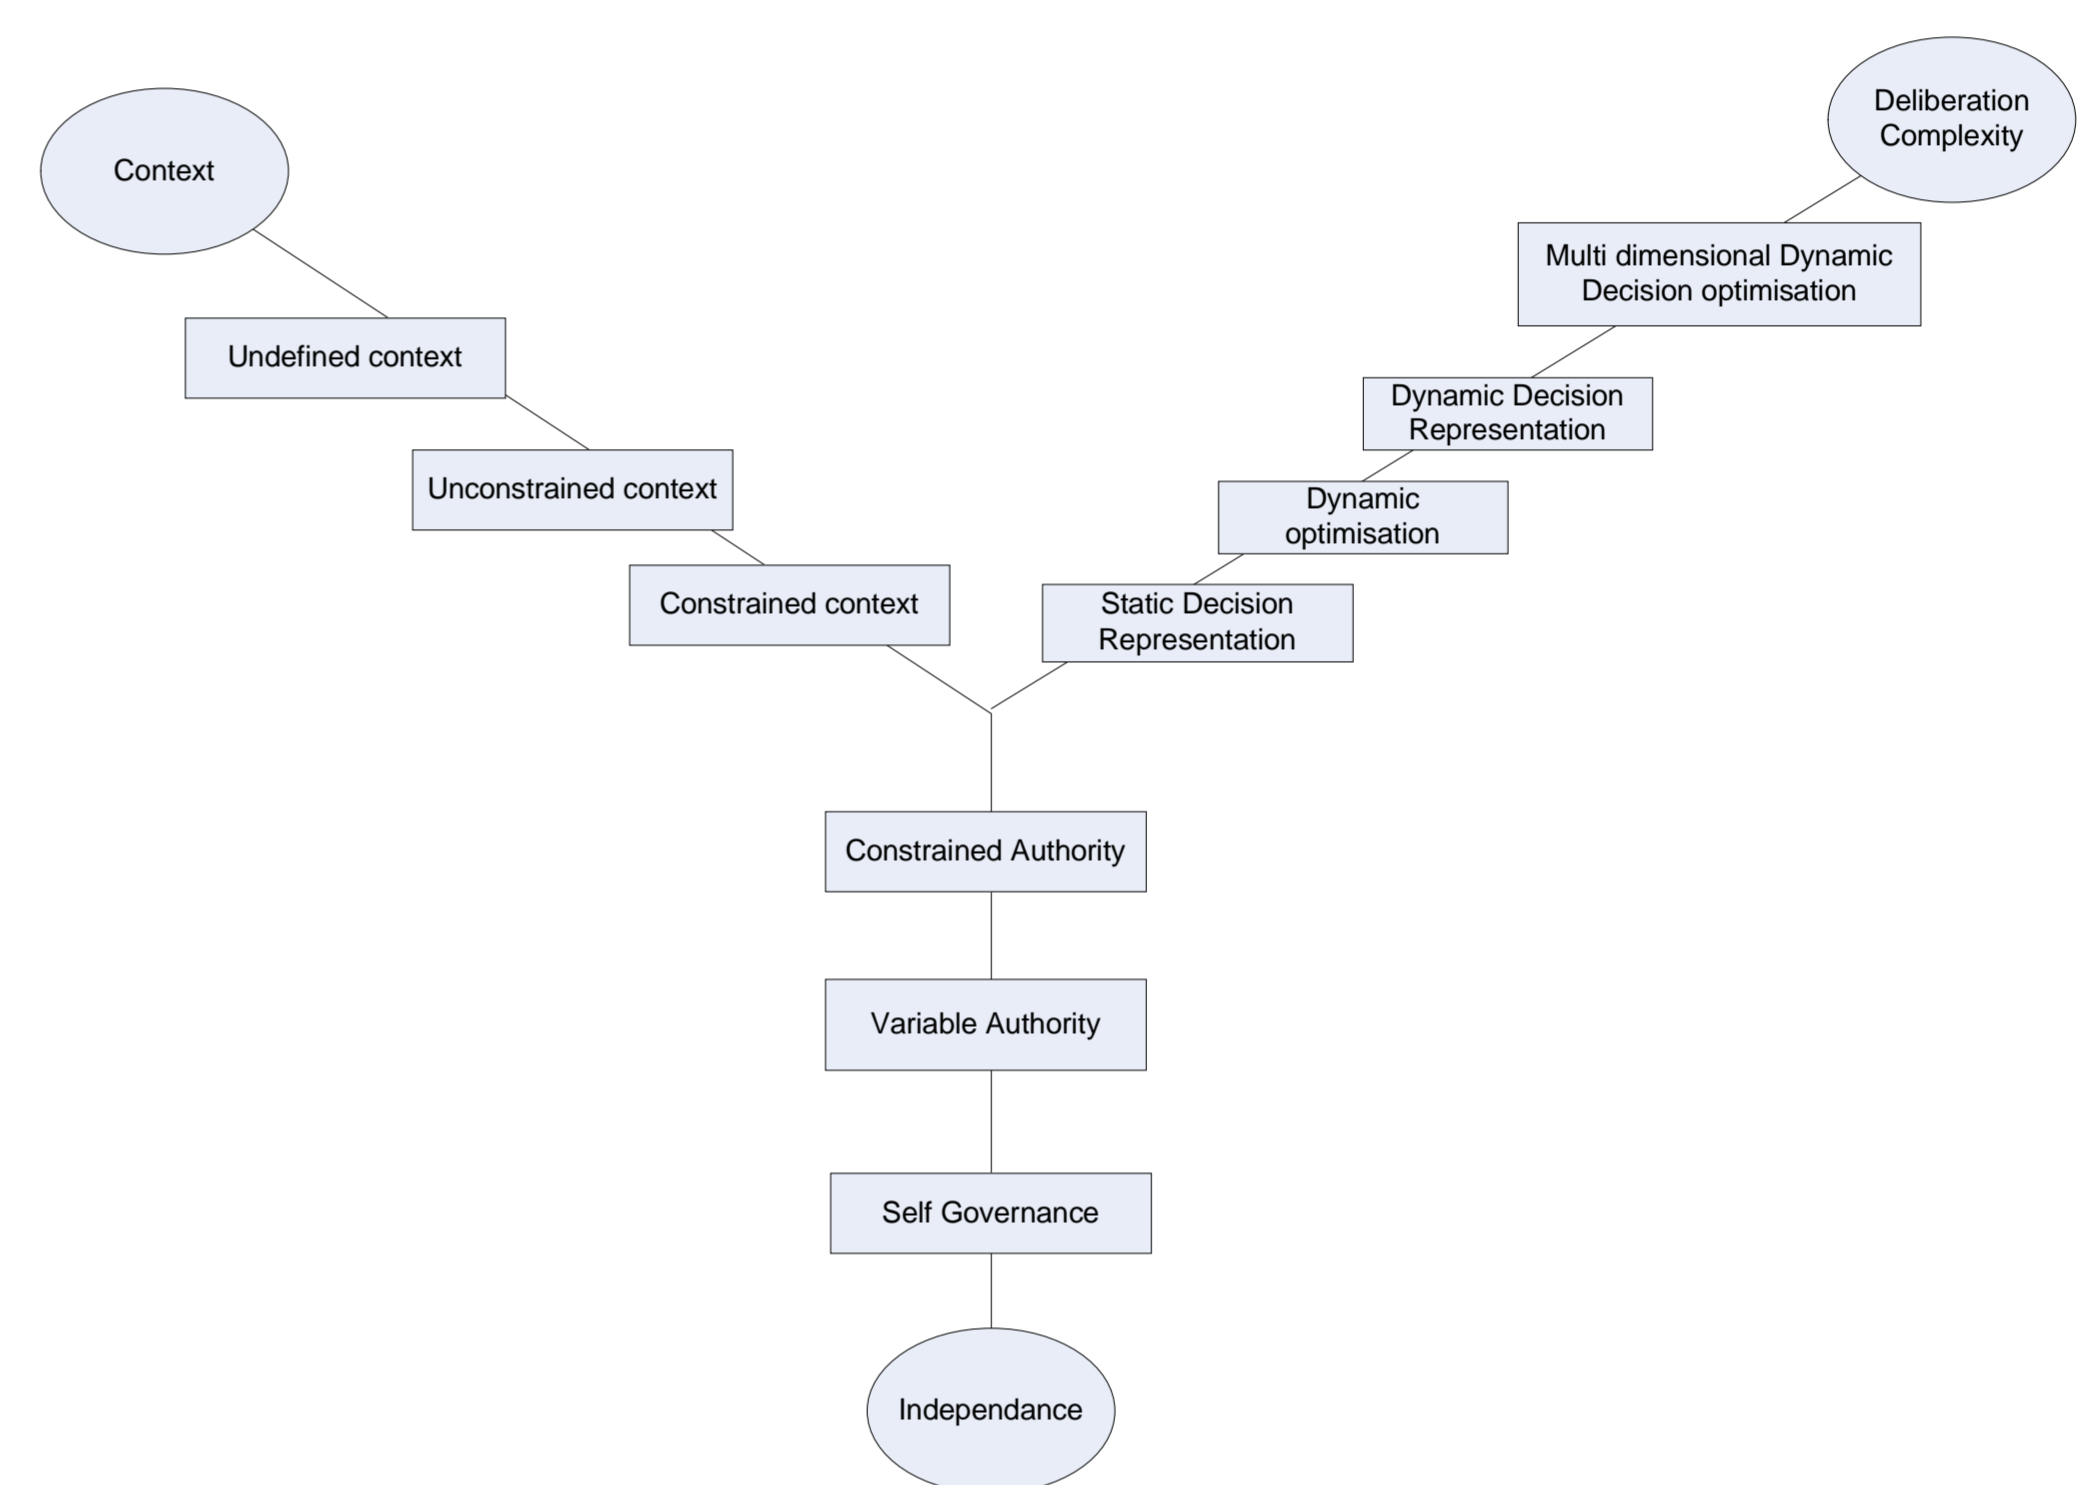 Deliberation
Complexity
Context
Multi dimensional Dynamic
Decision optimisation
Undefined context
Dynamic Decision
Representation
Unconstrained context
Dynamic
optimisation
Constrained context
Static Decision
Representation
Constrained Authority
Variable Authority
Self Governance
Independance